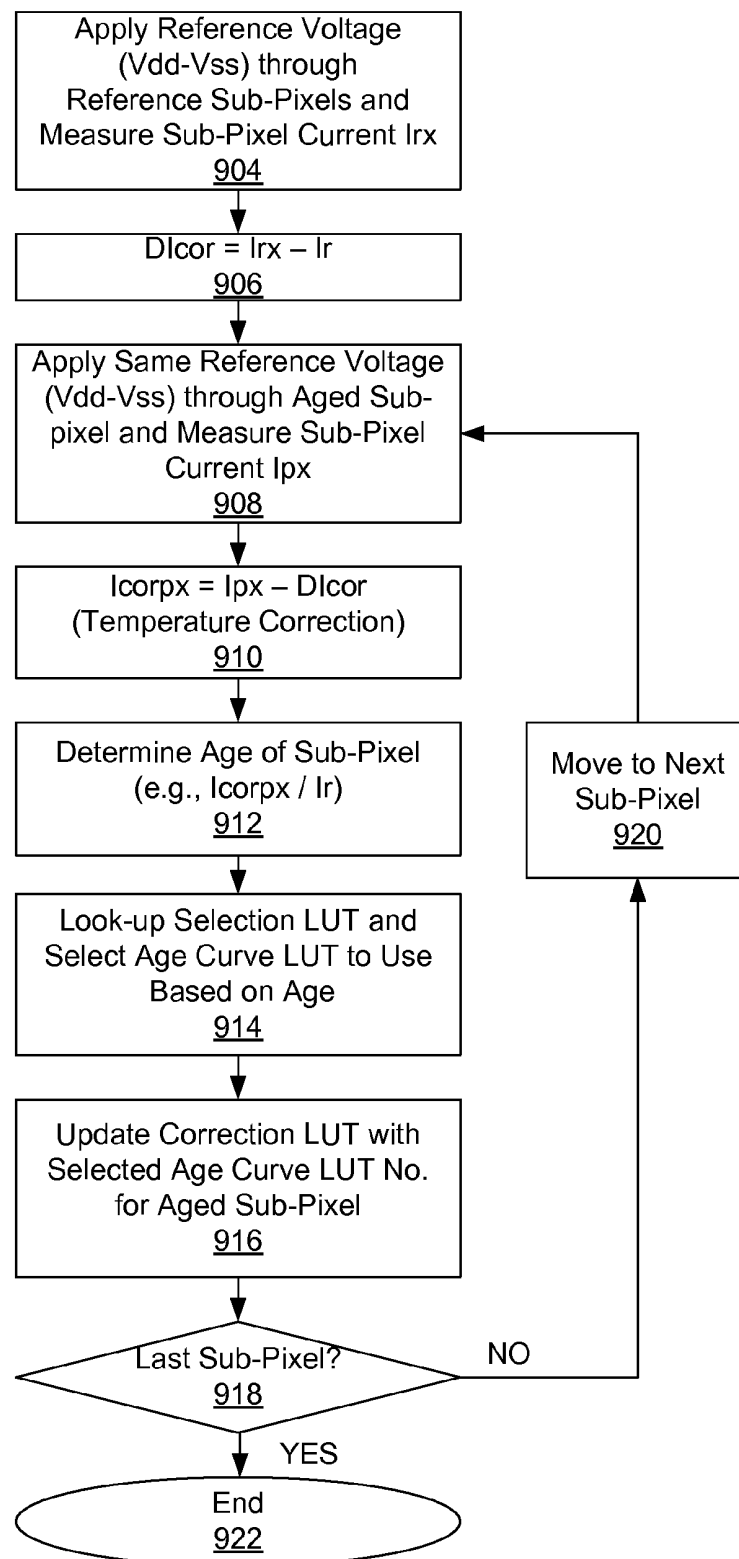 Apply Reference Voltage
(Vdd-Vss) through
Reference Sub-Pixels and
Measure Sub-Pixel Current Irx
904
DIcor = Irx – Ir
906
Apply Same Reference Voltage
(Vdd-Vss) through Aged Sub-
pixel and Measure Sub-Pixel
Current Ipx
908
Icorpx = Ipx – DIcor
(Temperature Correction)
910
Determine Age of Sub-Pixel
(e.g., Icorpx / Ir)
912
Look-up Selection LUT and
Select Age Curve LUT to Use
Based on Age
914
Update Correction LUT with
Selected Age Curve LUT No.
for Aged Sub-Pixel
916
Last Sub-Pixel?
918
NO
Move to Next
Sub-Pixel
920
YES
End
922